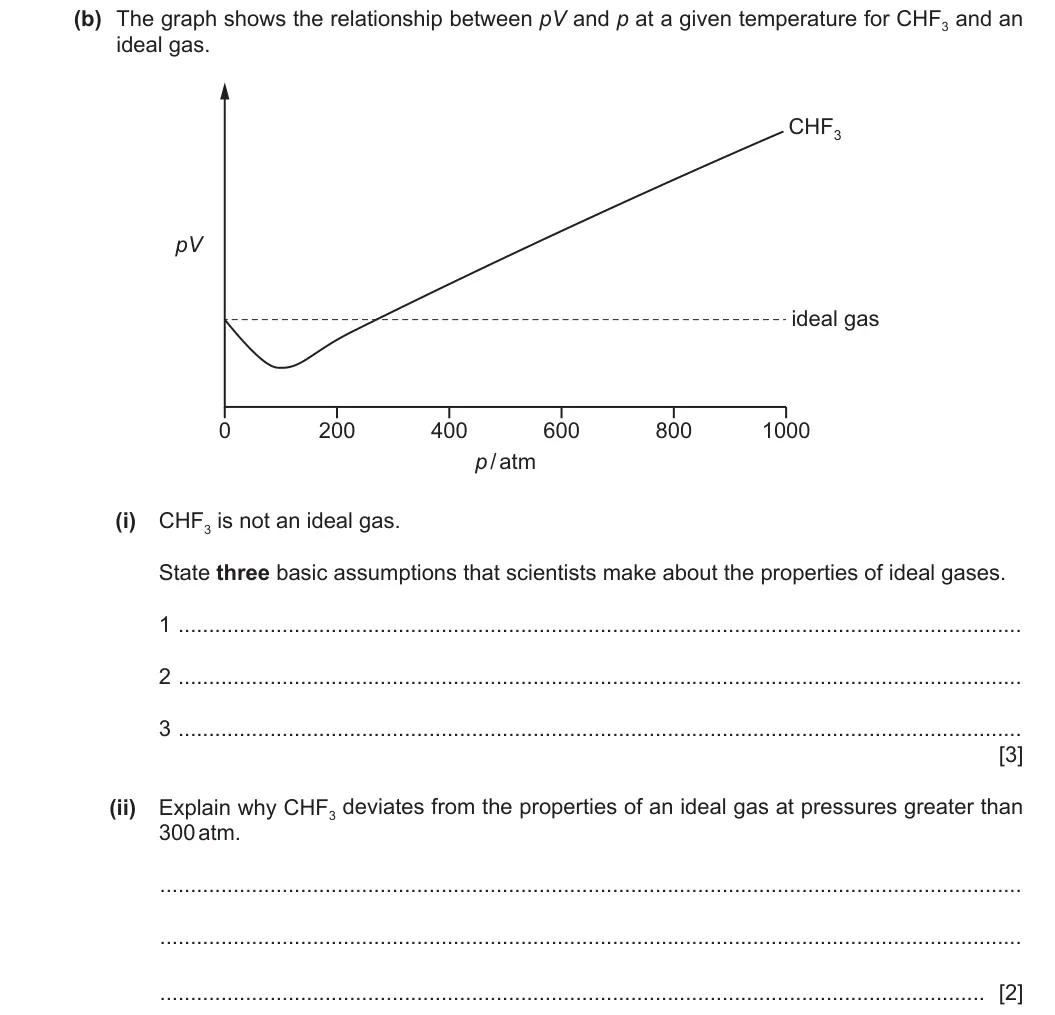 (b) The graph shows the relationship between pV and p at a given temperature for CHF₃ and an
ideal gas.
CHF₃
pV
ideal gas
0 200 400 600 800 1000
p/atm
(i) CHF₃ is not an ideal gas.
State three basic assumptions that scientists make about the properties of ideal gases.
1 ..........................................................................................................................................
2 ..........................................................................................................................................
3 ..........................................................................................................................................
[3]
(ii) Explain why CHF₃ deviates from the properties of an ideal gas at pressures greater than
300 atm.
.............................................................................................................................................
.............................................................................................................................................
....................................................................................................................................... [2]